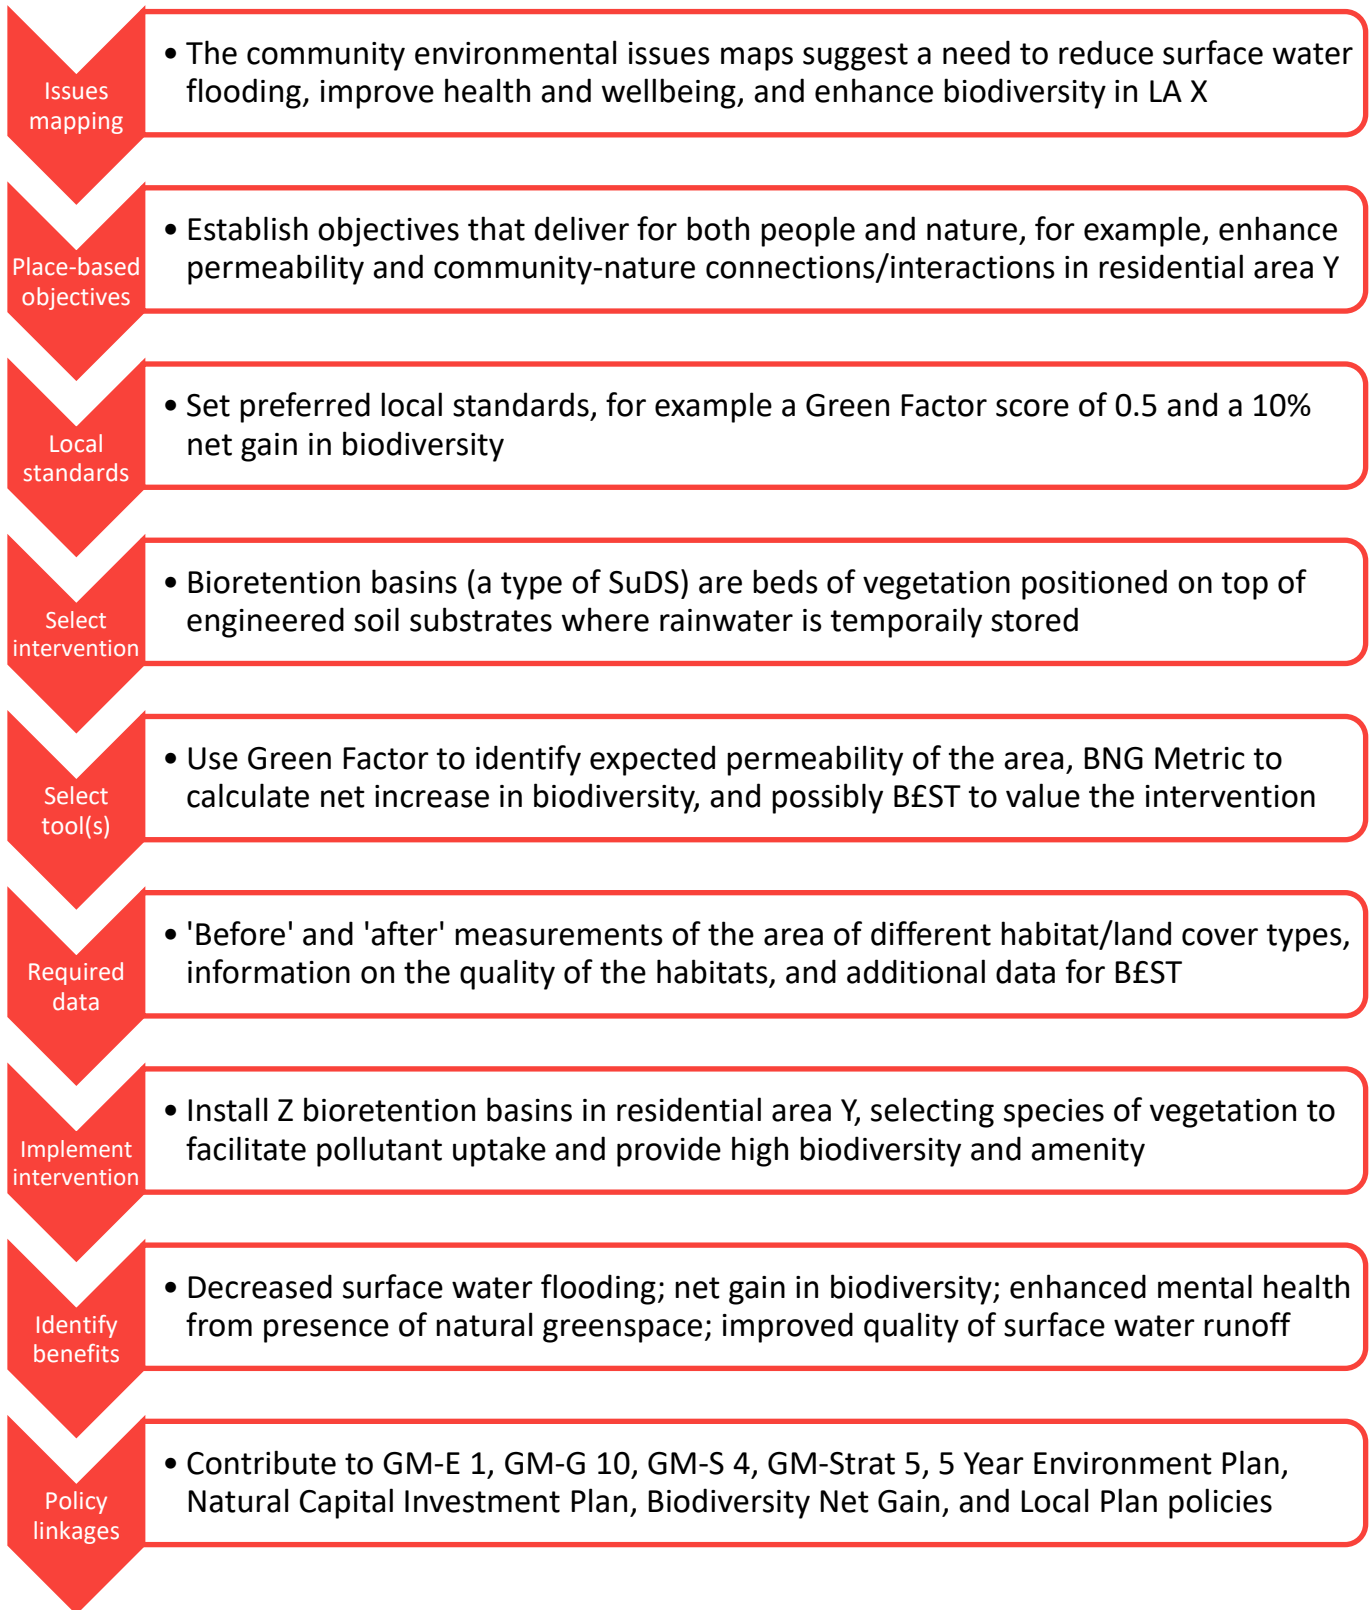 Issues
mapping
• The community environmental issues maps suggest a need to reduce surface water
flooding, improve health and wellbeing, and enhance biodiversity in LA X
Place-based
objectives
• Establish objectives that deliver for both people and nature, for example, enhance
permeability and community-nature connections/interactions in residential area Y
Local
standards
• Set preferred local standards, for example a Green Factor score of 0.5 and a 10%
net gain in biodiversity
Select
intervention
• Bioretention basins (a type of SuDS) are beds of vegetation positioned on top of
engineered soil substrates where rainwater is temporaily stored
Select
tool(s)
• Use Green Factor to identify expected permeability of the area, BNG Metric to
calculate net increase in biodiversity, and possibly B£ST to value the intervention
Required
data
• 'Before' and 'after' measurements of the area of different habitat/land cover types,
information on the quality of the habitats, and additional data for B£ST
Implement
intervention
• Install Z bioretention basins in residential area Y, selecting species of vegetation to
facilitate pollutant uptake and provide high biodiversity and amenity
Identify
benefits
• Decreased surface water flooding; net gain in biodiversity; enhanced mental health
from presence of natural greenspace; improved quality of surface water runoff
Policy
linkages
• Contribute to GM-E 1, GM-G 10, GM-S 4, GM-Strat 5, 5 Year Environment Plan,
Natural Capital Investment Plan, Biodiversity Net Gain, and Local Plan policies